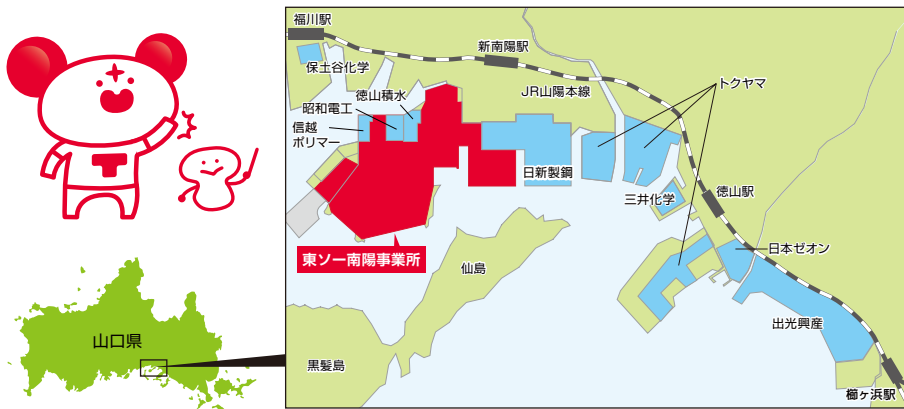 福川駅
保土谷化学
新南陽駅
JR山陽本線
トクヤマ
徳山積水
昭和電工
信越
ポリマー
日新製鋼
三井化学
徳山駅
日本ゼオン
東ソー南陽事業所
仙島
出光興産
黒髪島
櫛ヶ浜駅
山口県